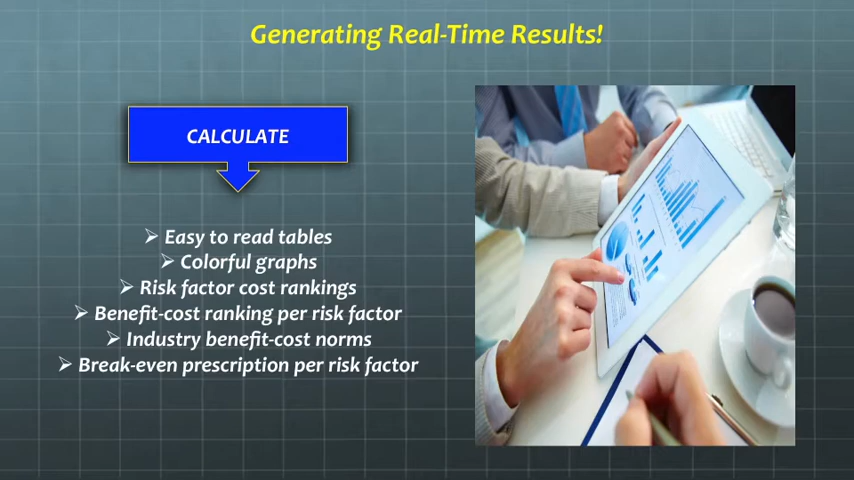 Generating Real-Time Results!
CALCULATE
➢ Easy to read tables
➢ Colorful graphs
➢ Risk factor cost rankings
➢ Benefit-cost ranking per risk factor
➢ Industry benefit-cost norms
➢ Break-even prescription per risk factor